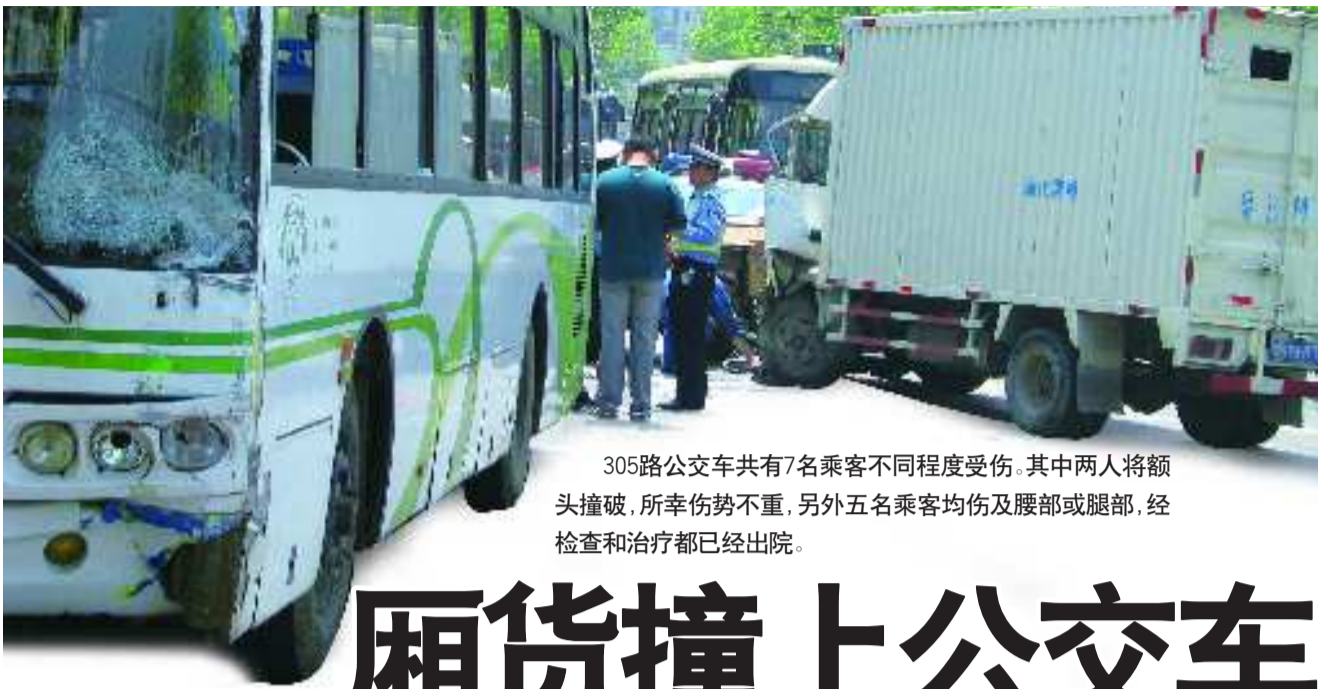 305路公交车共有7名乘客不同程度受伤。其中两人将额
头撞破,所幸伤势不重,另外五名乘客均伤及腰部或腿部,经
检查和治疗都已经出院。
厢货撞上公交车